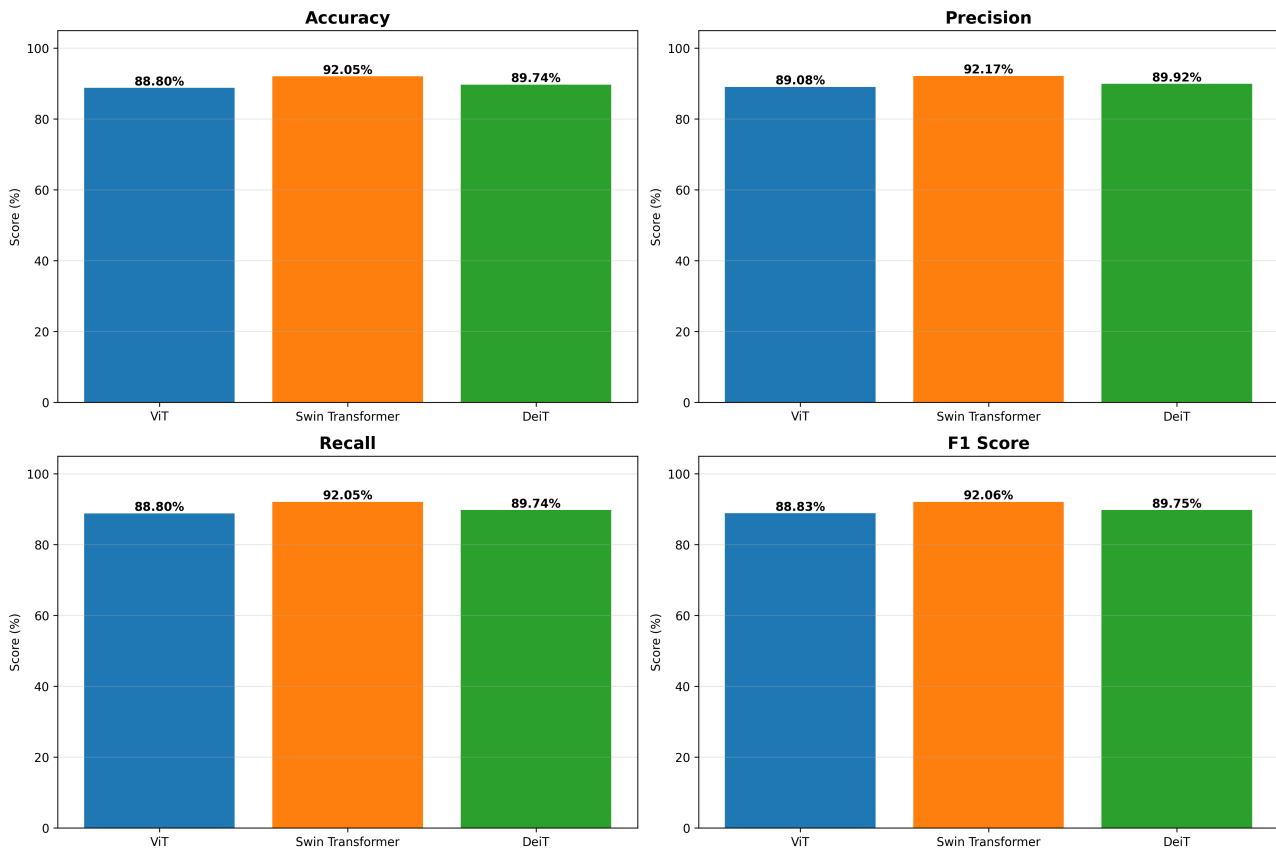 Accuracy
100
80
60
40
20
0
Score (%)
88.80%
92.05%
89.74%
ViT
Swin Transformer
DeiT
Precision
100
80
60
40
20
0
Score (%)
89.08%
92.17%
89.92%
ViT
Swin Transformer
DeiT
Recall
100
80
60
40
20
0
Score (%)
88.80%
92.05%
89.74%
ViT
Swin Transformer
DeiT
F1 Score
100
80
60
40
20
0
Score (%)
88.83%
92.06%
89.75%
ViT
Swin Transformer
DeiT